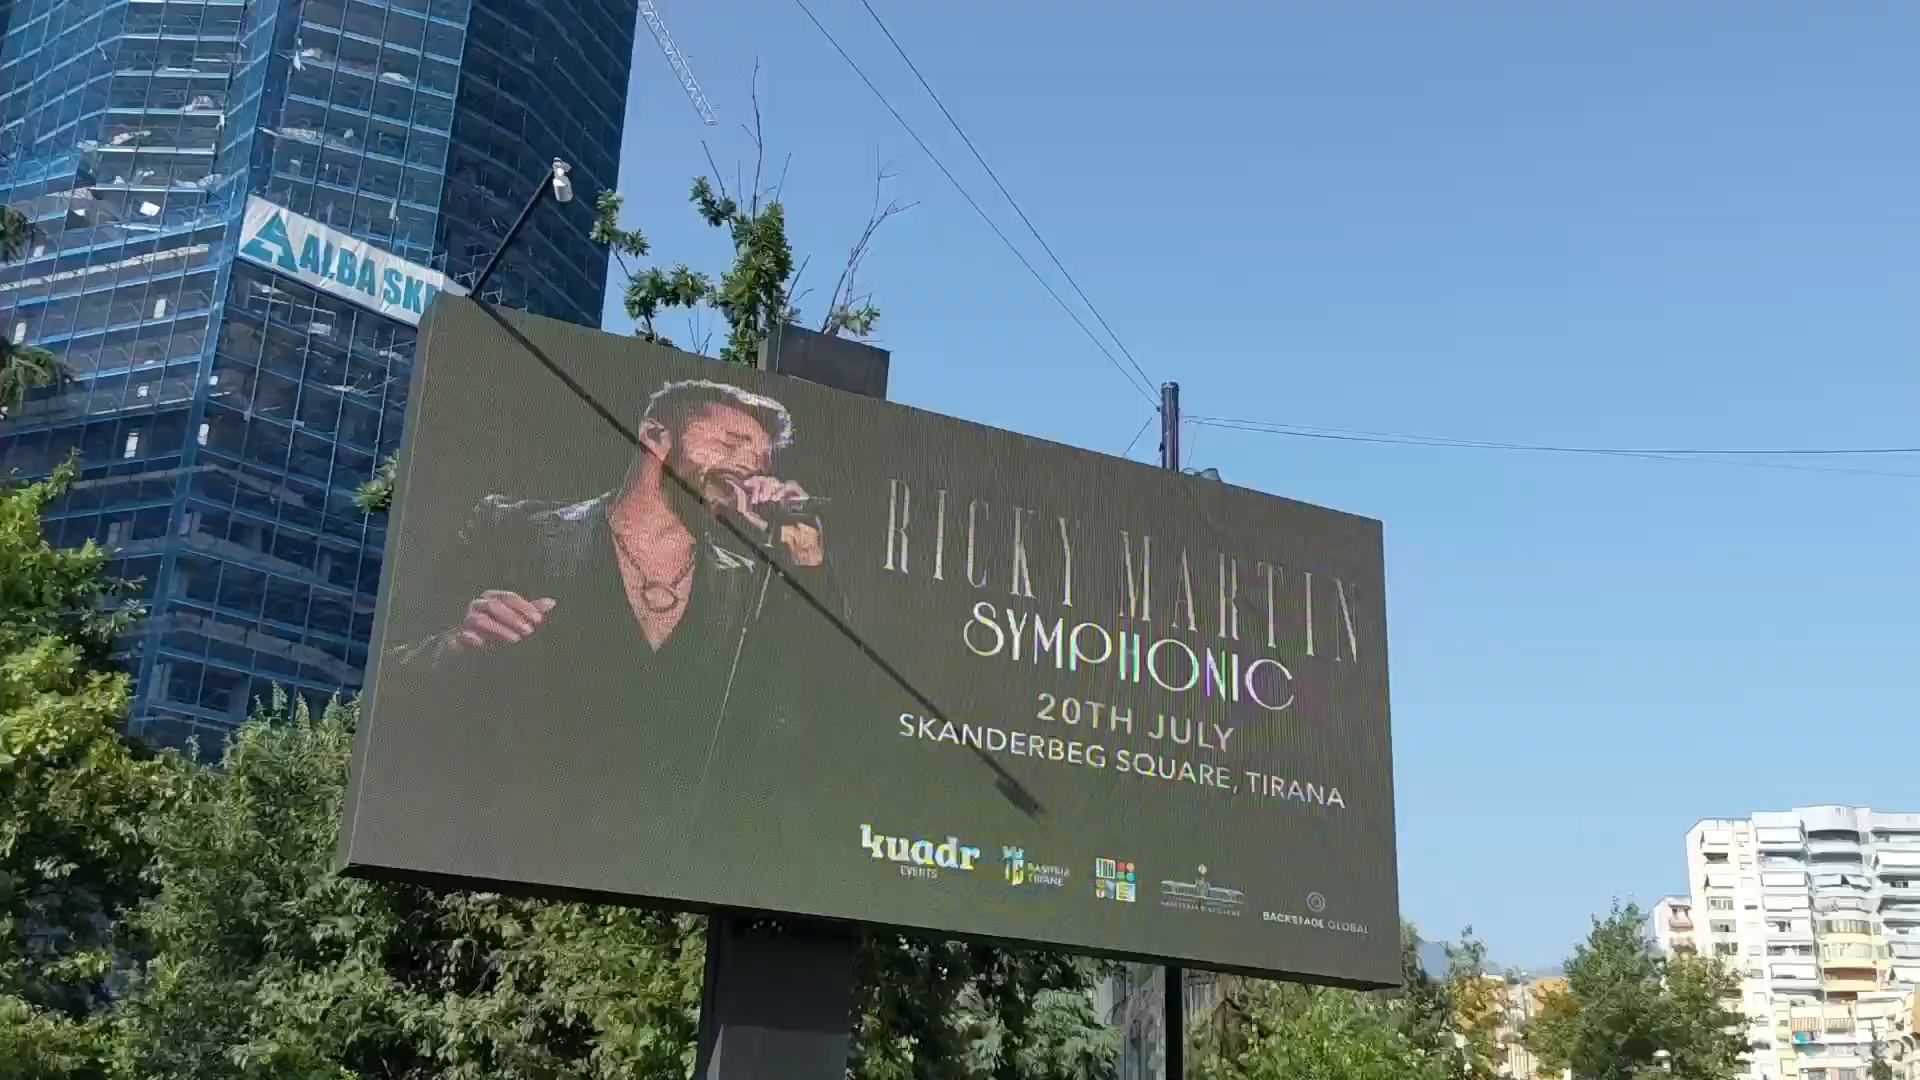 ALBA SK
RICKY MARTIN
SYMPHONIC
20TH JULY
SKANDERBEG SQUARE, TIRANA
kuadr
EVENTS
BASHKIA
TIRANË
BACKSTAGE GLOBAL